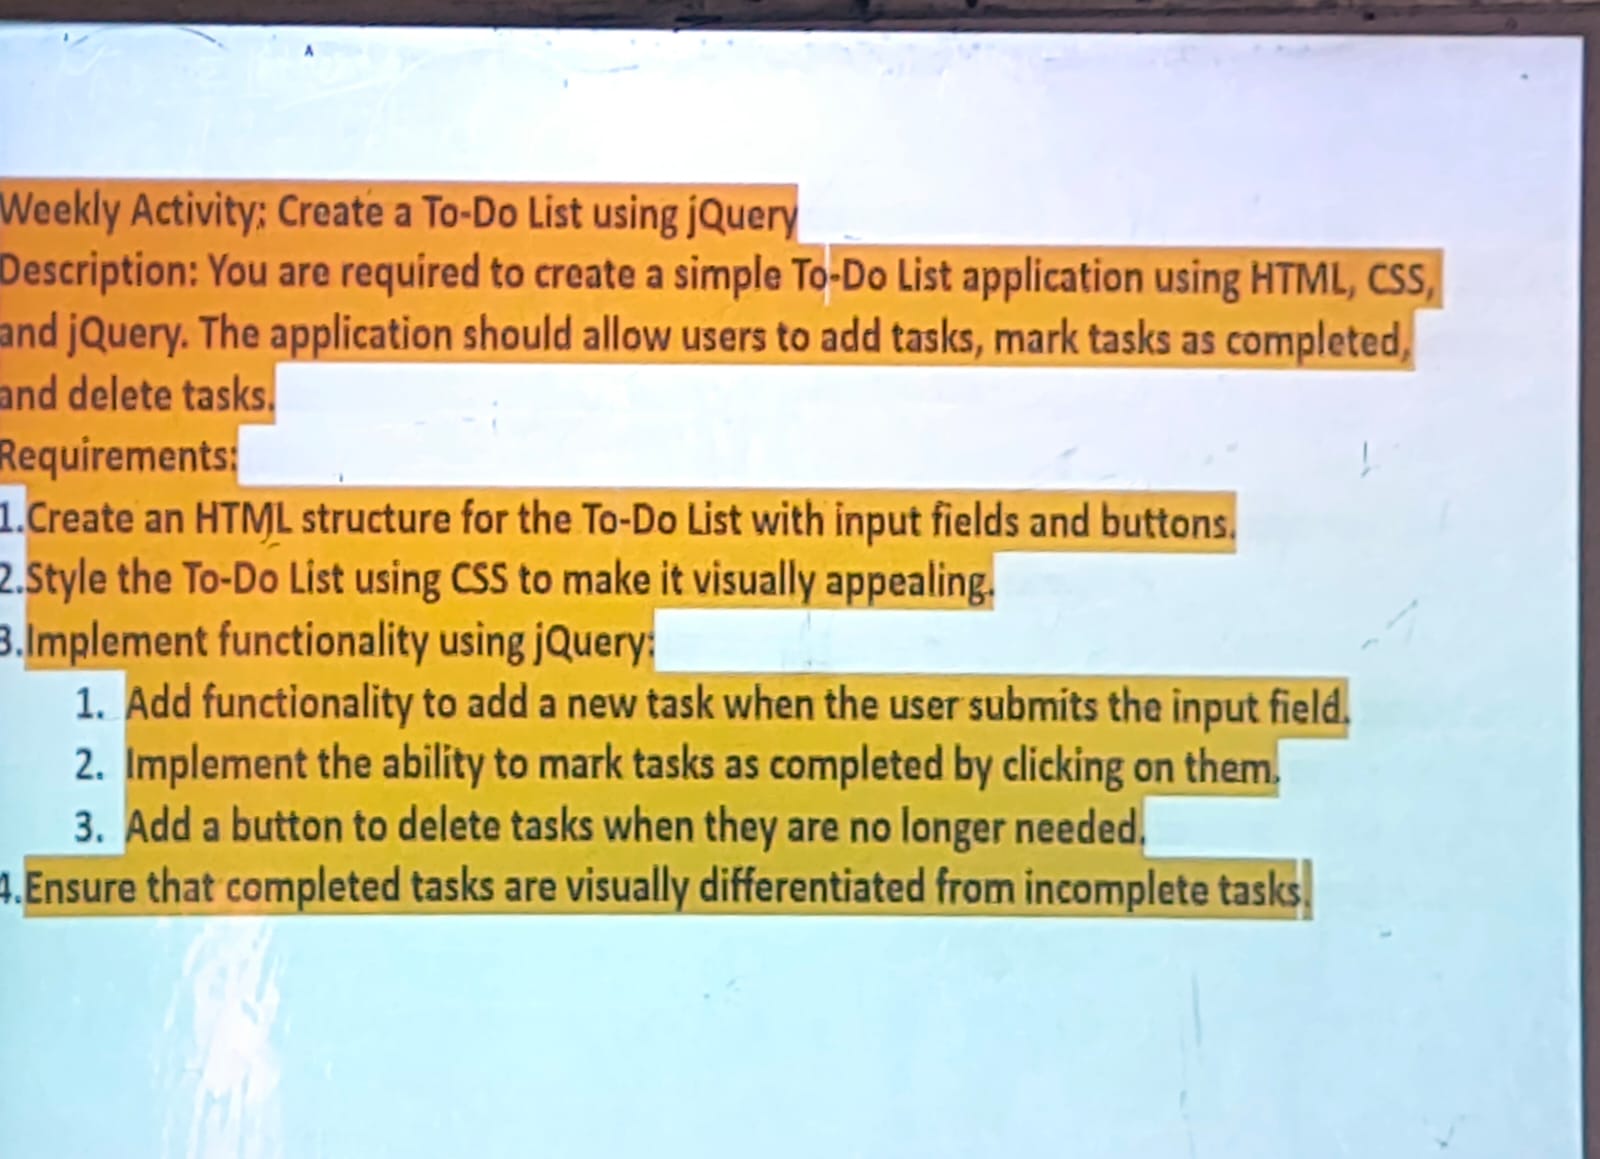 Weekly Activity: Create a To-Do List using jQuery
Description: You are required to create a simple To-Do List application using HTML, CSS,
and jQuery. The application should allow users to add tasks, mark tasks as completed,
and delete tasks.
Requirements:
1.Create an HTML structure for the To-Do List with input fields and buttons.
2.Style the To-Do List using CSS to make it visually appealing.
3.Implement functionality using jQuery:
1. Add functionality to add a new task when the user submits the input field.
2. Implement the ability to mark tasks as completed by clicking on them.
3. Add a button to delete tasks when they are no longer needed.
4.Ensure that completed tasks are visually differentiated from incomplete tasks.